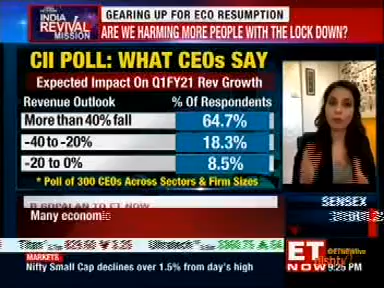 INDIA
REVIVAL
MISSION
GEARING UP FOR ECO RESUMPTION
ARE WE HARMING MORE PEOPLE WITH THE LOCK DOWN?
CII POLL: WHAT CEOs SAY
Expected Impact On Q1FY21 Rev Growth
Revenue Outlook % Of Respondents
More than 40% fall 64.7%
-40 to -20% 18.3%
-20 to 0% 8.5%
* Poll of 300 CEOs Across Sectors & Firm Sizes
Many econom
SENSEX
ET
NOW
@ETNOWlive
MARKETS
Nifty Small Cap declines over 1.5% from day's high
9:25 PM